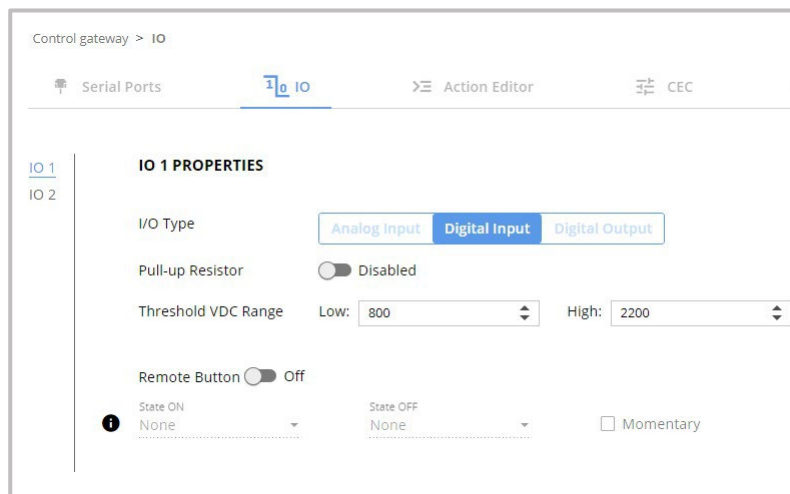 Control gateway > IO
Serial Ports
IO
Action Editor
CEC
IO 1
IO 2
IO 1 PROPERTIES
I/O Type
Analog Input Digital Input Digital Output
Pull-up Resistor Disabled
Threshold VDC Range Low: 800 High: 2200
Remote Button Off
State ON State OFF
None None Momentary